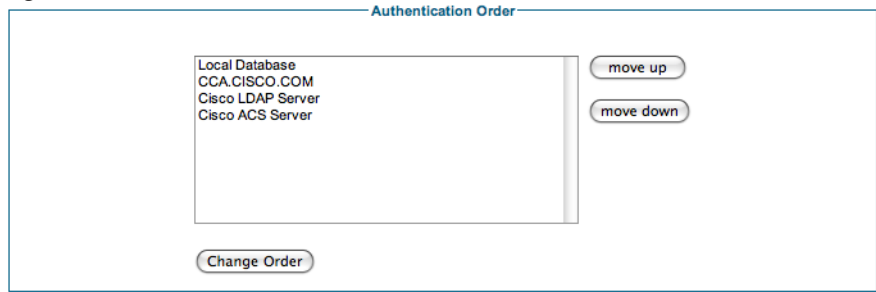 Authentication Order
Local Database
CCA.CISCO.COM
Cisco LDAP Server
Cisco ACS Server
move up
move down
Change Order